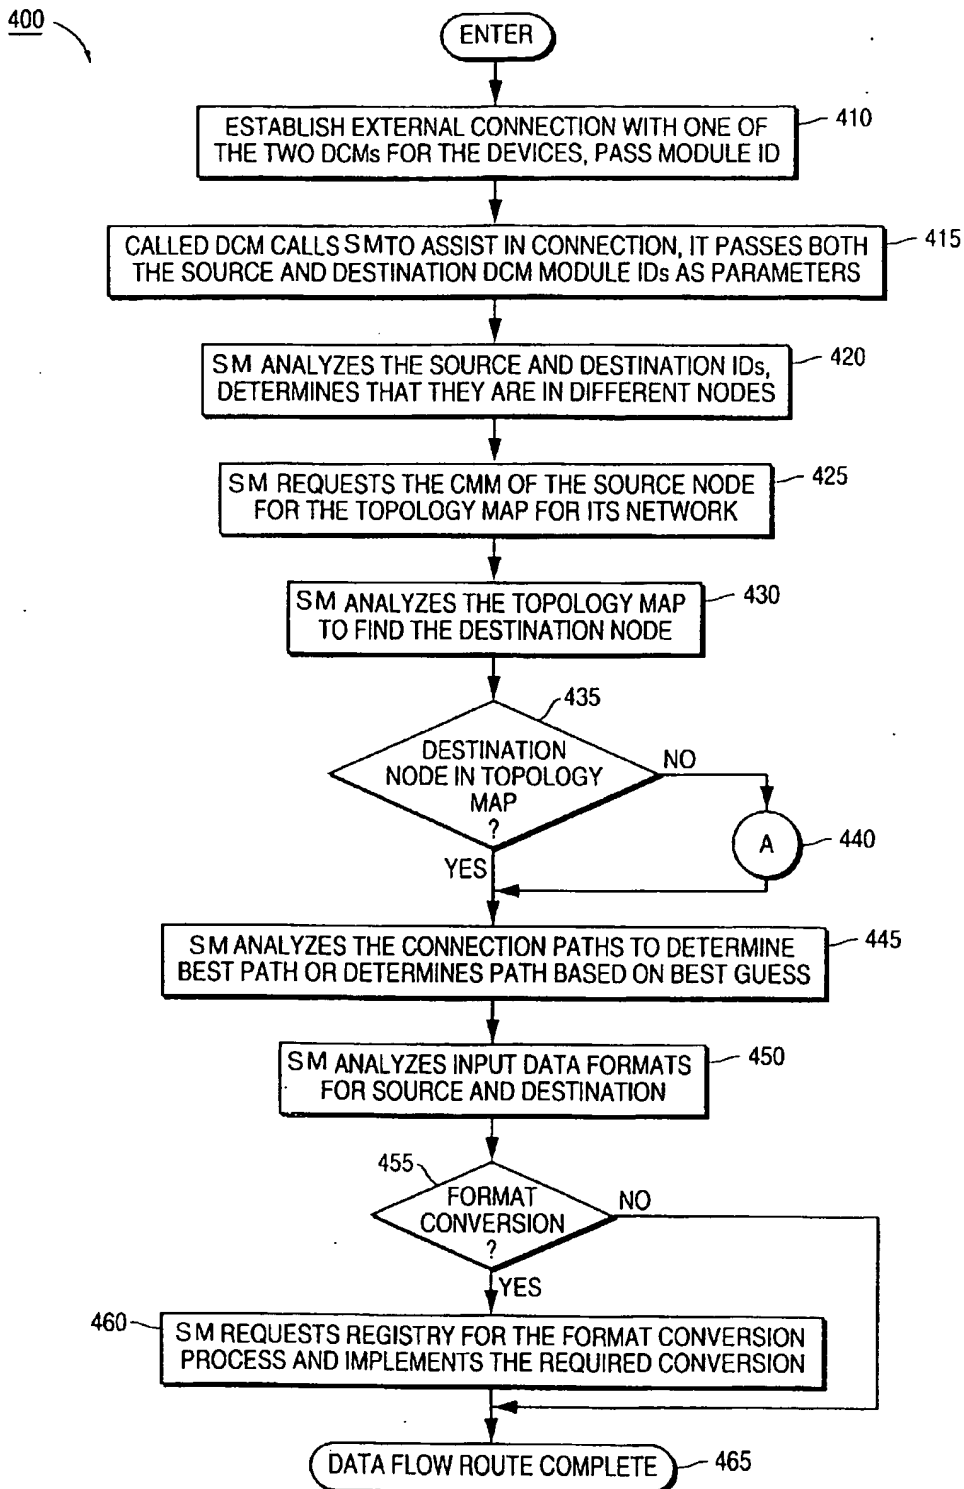 400
ENTER
ESTABLISH EXTERNAL CONNECTION WITH ONE OF
THE TWO DCMs FOR THE DEVICES, PASS MODULE ID
410
CALLED DCM CALLS SM TO ASSIST IN CONNECTION, IT PASSES BOTH
THE SOURCE AND DESTINATION DCM MODULE IDs AS PARAMETERS
415
SM ANALYZES THE SOURCE AND DESTINATION IDs,
DETERMINES THAT THEY ARE IN DIFFERENT NODES
420
SM REQUESTS THE CMM OF THE SOURCE NODE
FOR THE TOPOLOGY MAP FOR ITS NETWORK
425
SM ANALYZES THE TOPOLOGY MAP
TO FIND THE DESTINATION NODE
430
435
DESTINATION
NODE IN TOPOLOGY
MAP
?
NO
A
440
YES
SM ANALYZES THE CONNECTION PATHS TO DETERMINE
BEST PATH OR DETERMINES PATH BASED ON BEST GUESS
445
SM ANALYZES INPUT DATA FORMATS
FOR SOURCE AND DESTINATION
450
455
FORMAT
CONVERSION
?
NO
YES
460
SM REQUESTS REGISTRY FOR THE FORMAT CONVERSION
PROCESS AND IMPLEMENTS THE REQUIRED CONVERSION
DATA FLOW ROUTE COMPLETE
465